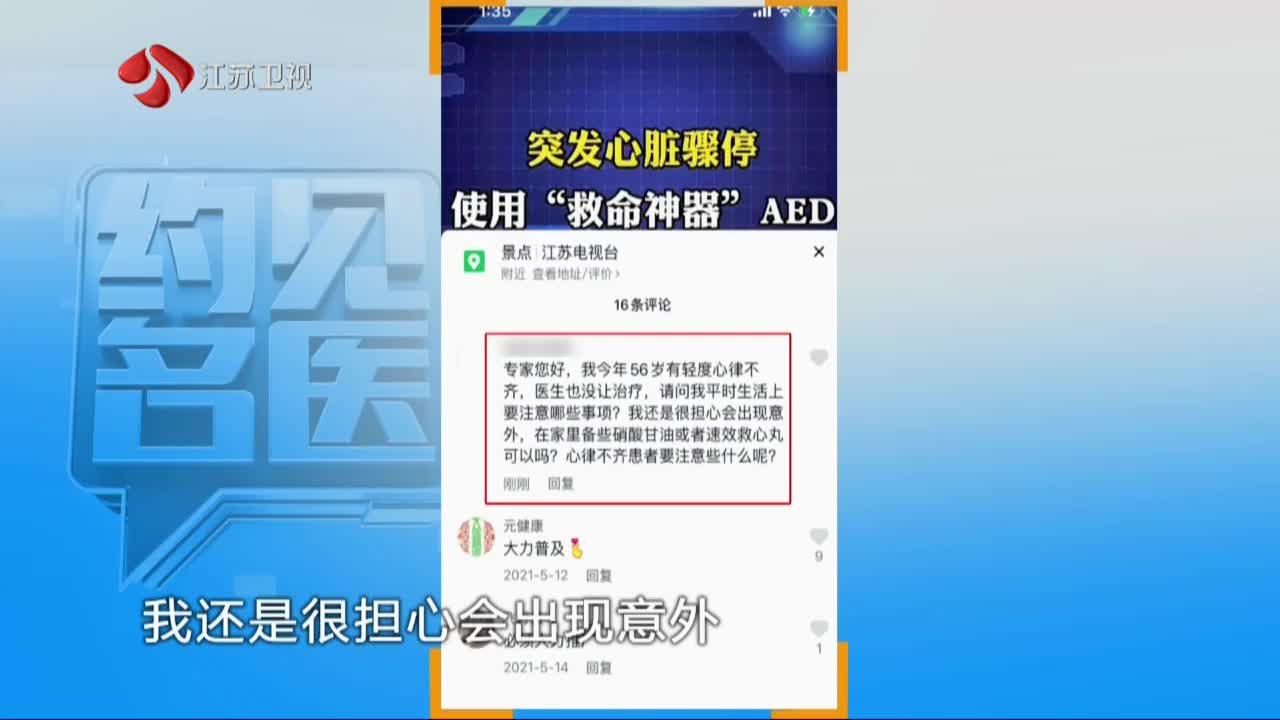 1:35
江苏卫视
约见
名医
突发心脏骤停
使用“救命神器”AED
景点 江苏电视台
附近 查看地址/评价›
16条评论
专家您好，我今年56岁有轻度心律不
齐，医生也没让治疗，请问我平时生活上
要注意哪些事项？我还是很担心会出现意
外，在家里备些硝酸甘油或者速效救心丸
可以吗？心律不齐患者要注意些什么呢？
刚刚 回复
元健康
大力普及
9
2021-5-12 回复
我还是很担心会出现意外
1
2021-5-14 回复